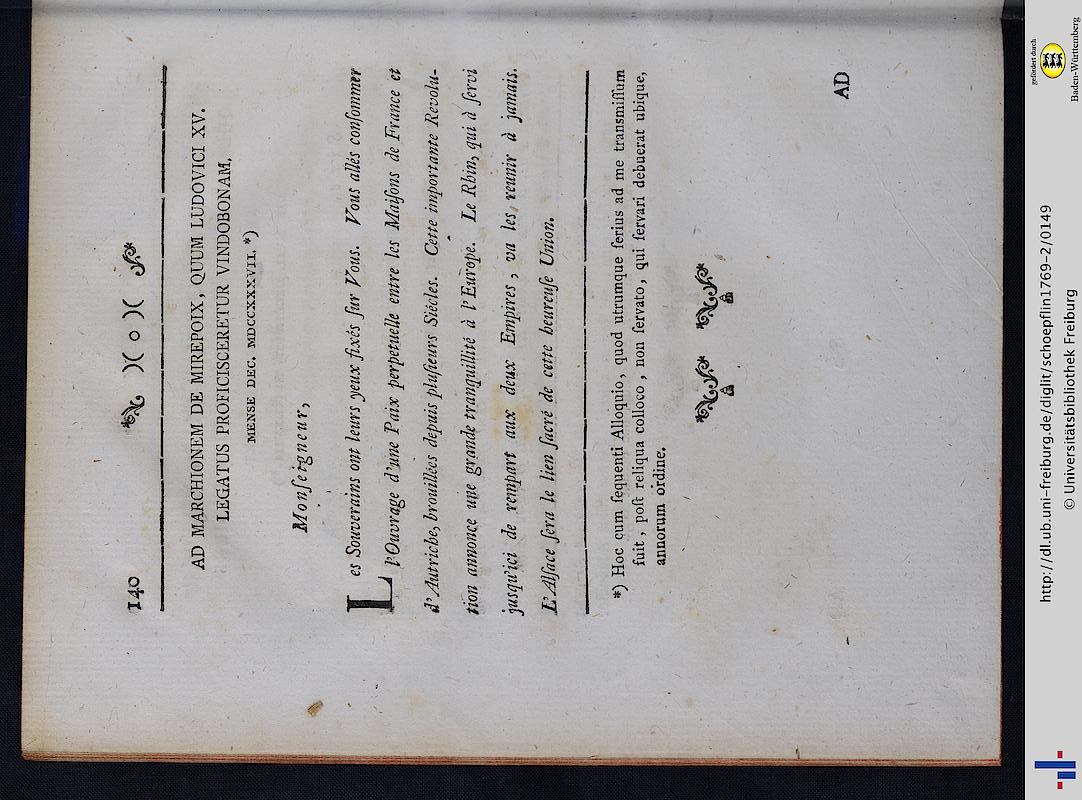 140 )( o )(
AD MARCHIONEM DE MIREPOIX, QUUM LUDOVICI XV.
LEGATUS PROFICISCERETUR VINDOBONAM,
MENSE DEC. MDCCXXXVII. *)
Monſeigneur,
Les Souverains ont leurs yeux fixés ſur Vous. Vous allés conſommer
l'Ouvrage d'une Paix perpetuelle entre les Maiſons de France et
d'Autriche, brouillées depuis pluſieurs Siécles. Cette importante Revolu-
tion annonce une grande tranquillité à l'Europe. Le Rhin, qui à ſervi
jusqu'ici de rempart aux deux Empires, va les reunir à jamais.
L'Alſace ſera le lien ſacré de cette heureuſe Union.
*) Hoc cum ſequenti Alloquio, quod utrumque ſerius ad me transmiſſum
fuit, poſt reliqua colloco, non ſervato, qui ſervari debuerat ubique,
annorum ordine.
AD
gefördert durch
Baden-Württemberg
http://dl.ub.uni-freiburg.de/diglit/schoepflin1769-2/0149
© Universitätsbibliothek Freiburg